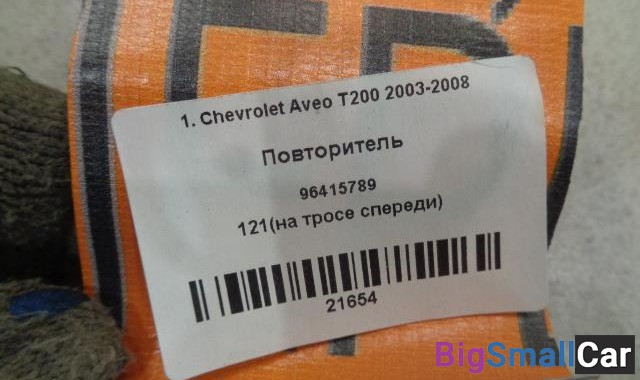 1. Chevrolet Aveo T200 2003-2008
Повторитель
96415789
121(на тросе спереди)
21654
BigSmallCar